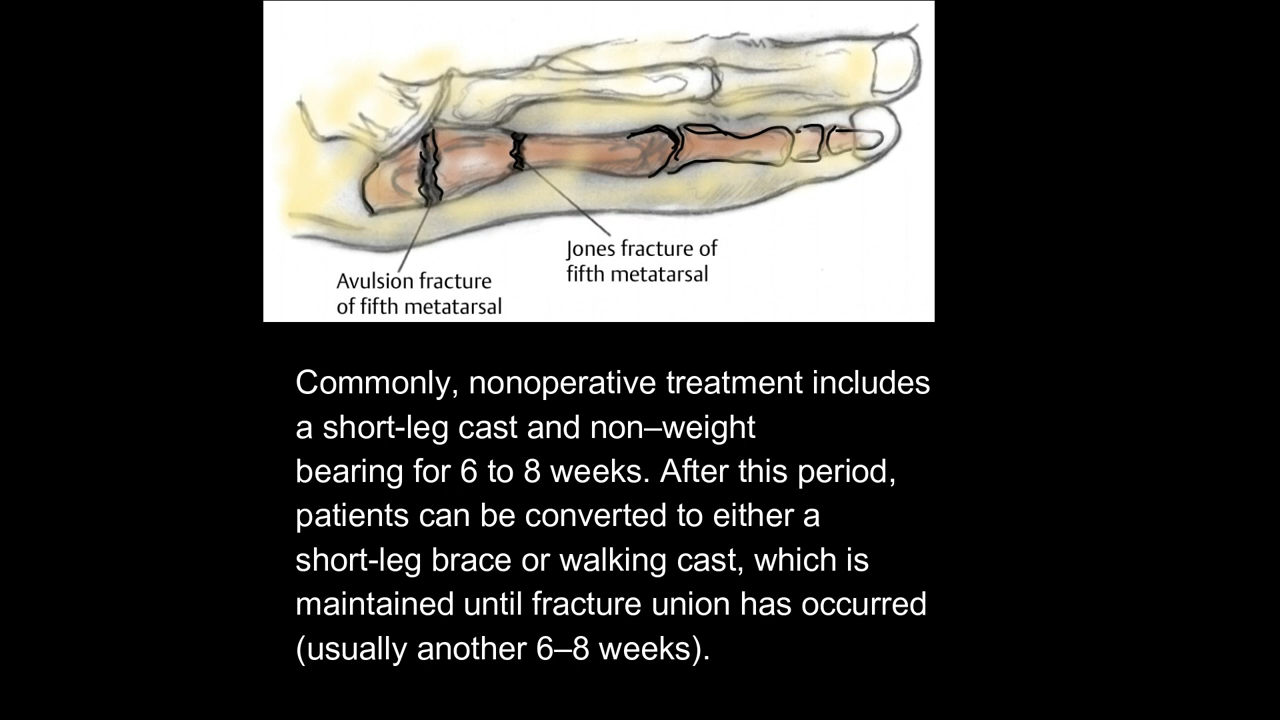 Jones fracture of
fifth metatarsal
Avulsion fracture
of fifth metatarsal
Commonly, nonoperative treatment includes
a short-leg cast and non–weight
bearing for 6 to 8 weeks. After this period,
patients can be converted to either a
short-leg brace or walking cast, which is
maintained until fracture union has occurred
(usually another 6–8 weeks).